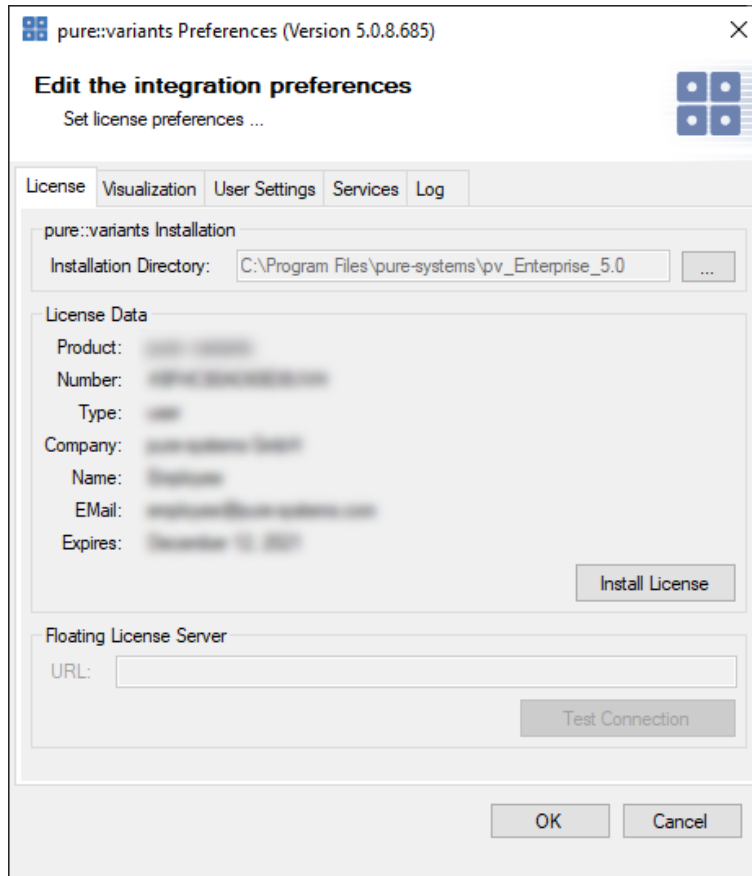 pure::variants Preferences (Version 5.0.8.685)
Edit the integration preferences
Set license preferences ...
License Visualization User Settings Services Log
pure::variants Installation
Installation Directory: C:\Program Files\pure-systems\pv_Enterprise_5.0 ...
License Data
Product:
Number:
Type:
Company:
Name:
EMail:
Expires:
Install License
Floating License Server
URL:
Test Connection
OK Cancel